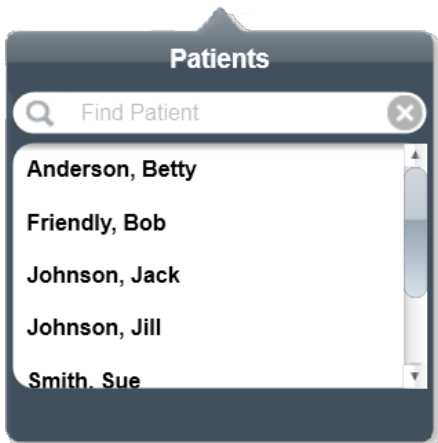 Patients
Find Patient
Anderson, Betty
Friendly, Bob
Johnson, Jack
Johnson, Jill
Smith, Sue